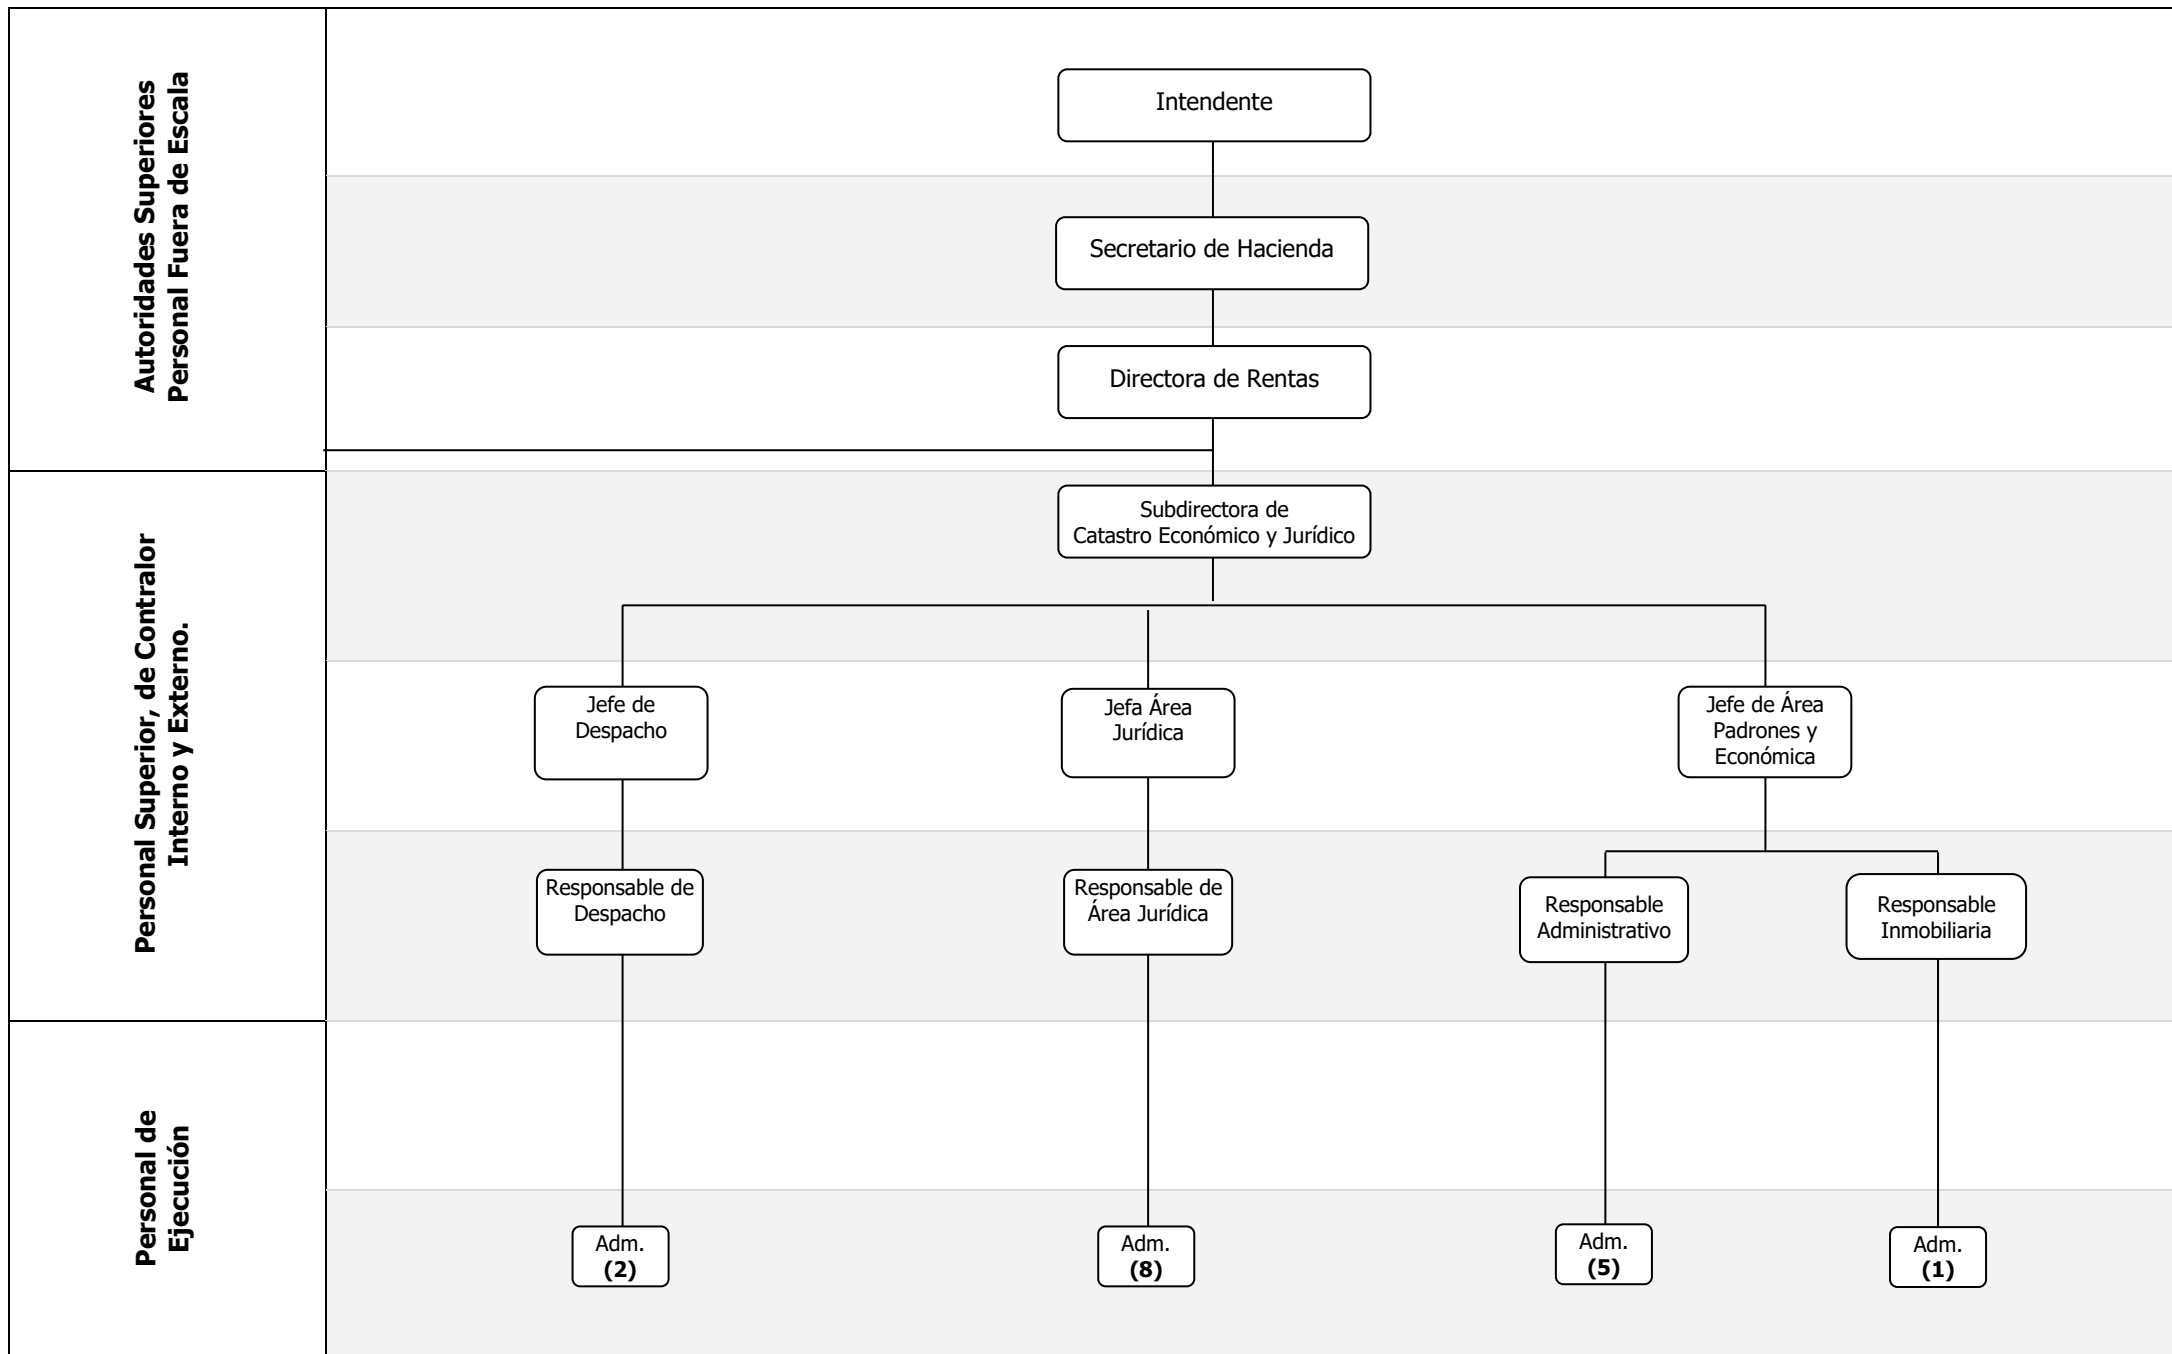 Autoridades Superiores
Personal Fuera de Escala
Intendente
Secretario de Hacienda
Directora de Rentas
Personal Superior, de Contralor
Interno y Externo.
Subdirectora de
Catastro Económico y Jurídico
Jefe de
Despacho
Jefa Área
Jurídica
Jefe de Área
Padrones y
Económica
Responsable de
Despacho
Responsable de
Área Jurídica
Responsable
Administrativo
Responsable
Inmobiliaria
Personal de
Ejecución
Adm.
(2)
Adm.
(8)
Adm.
(5)
Adm.
(1)